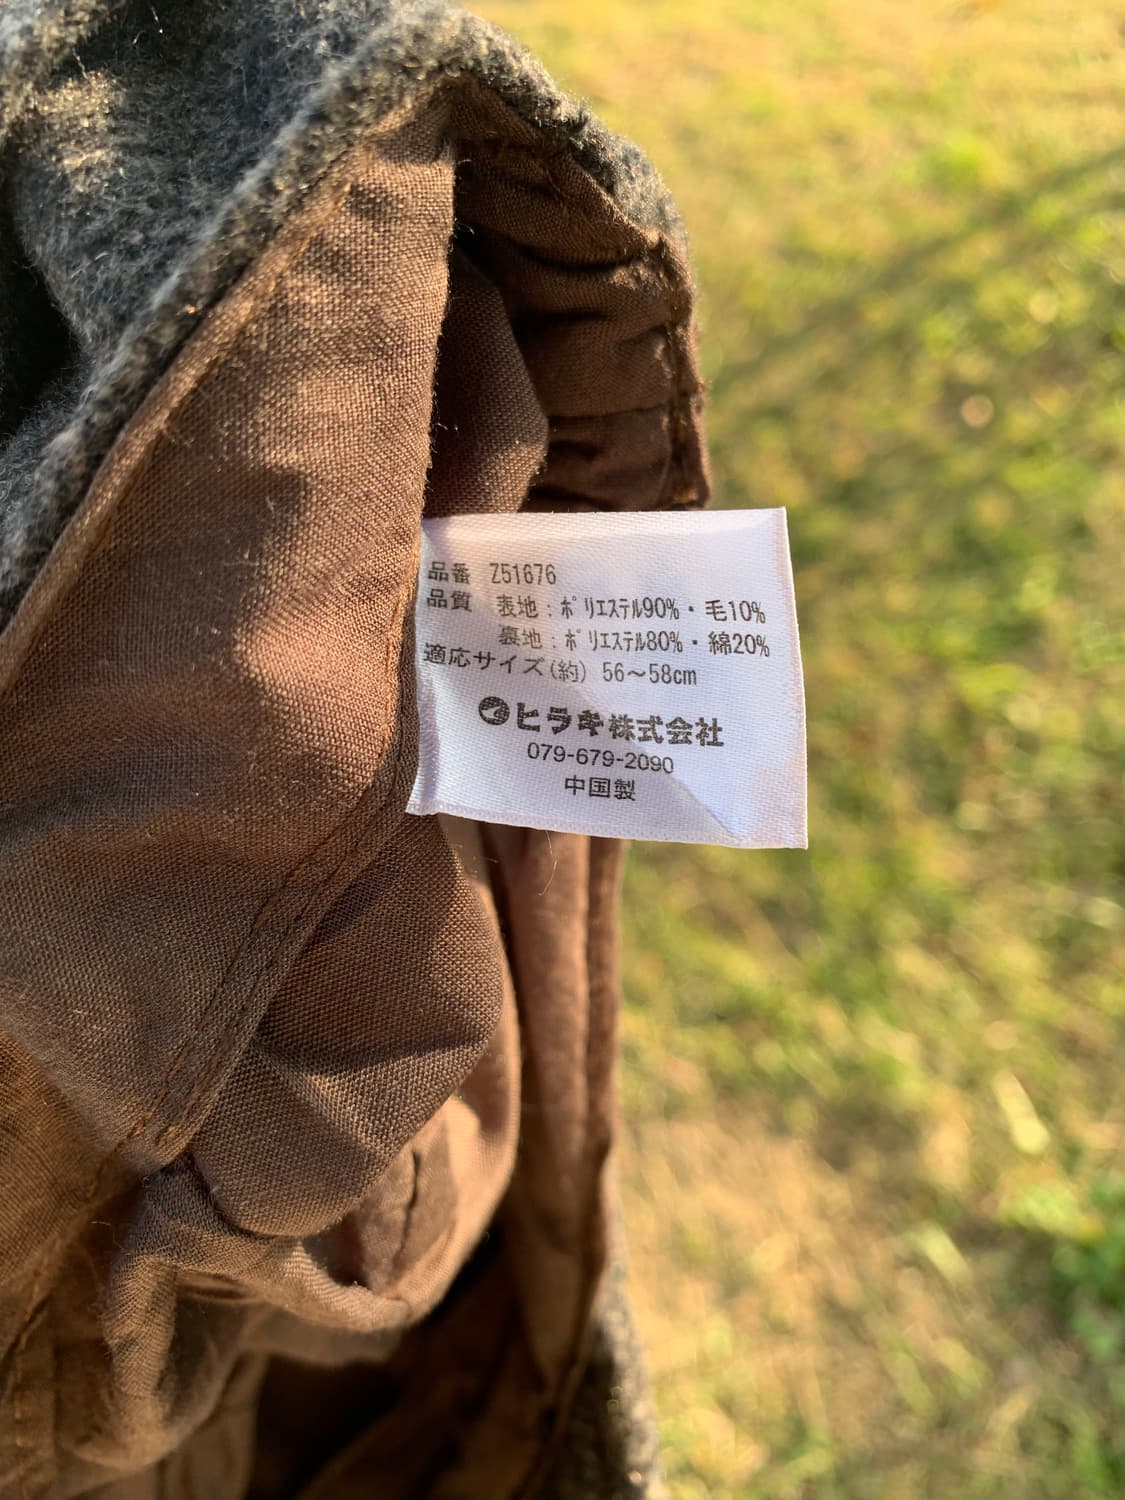 品番 Z51676
品質 表地:ポリエステル90%・毛10%
裏地:ポリエステル80%・綿20%
適応サイズ(約) 56〜58cm
ヒラキ株式会社
079-679-2090
中国製